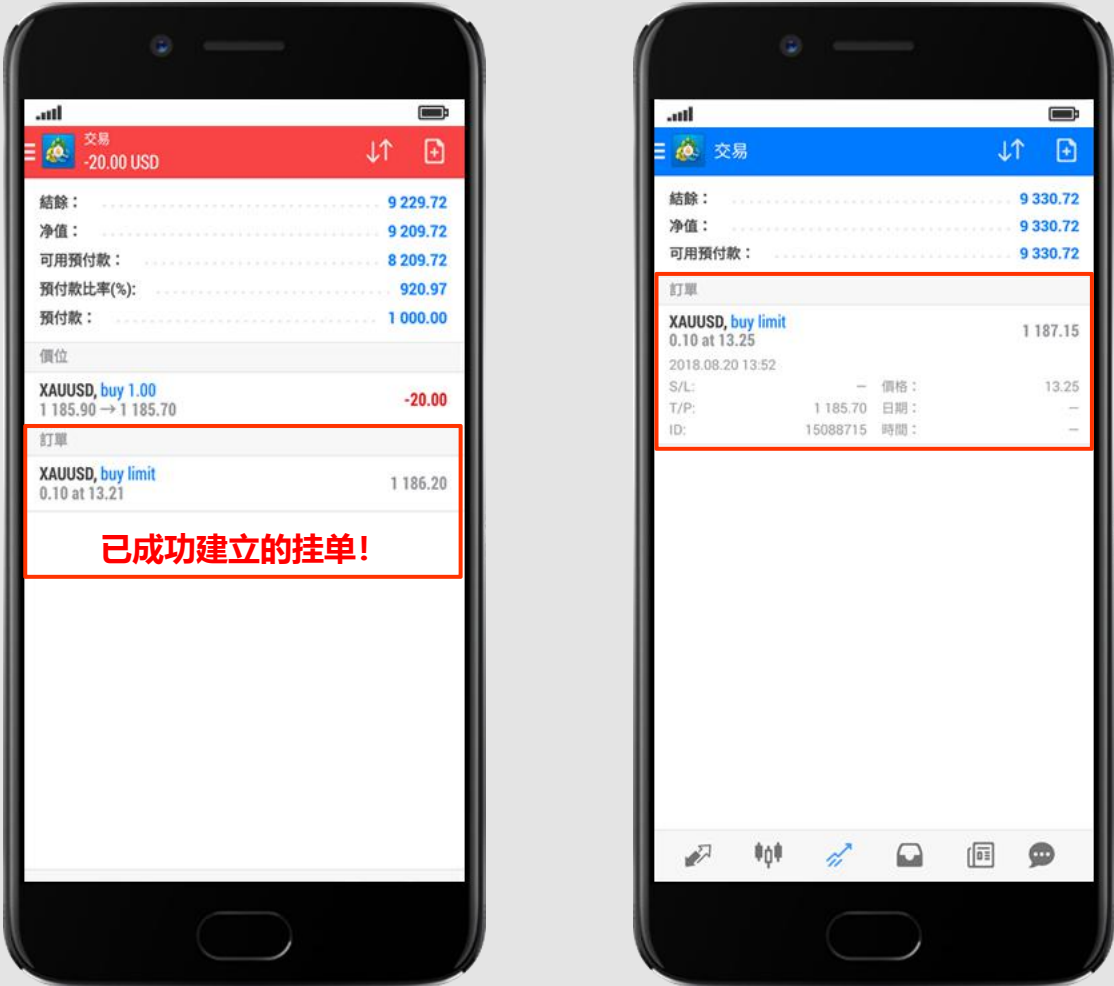 交易
-20.00 USD
結餘： 9 229.72
净值： 9 209.72
可用預付款： 8 209.72
預付款比率(%): 920.97
預付款： 1 000.00
價位
XAUUSD, buy 1.00
1 185.90 → 1 185.70 -20.00
訂單
XAUUSD, buy limit
0.10 at 13.21 1 186.20
已成功建立的挂单！
交易
結餘： 9 330.72
净值： 9 330.72
可用預付款： 9 330.72
訂單
XAUUSD, buy limit
0.10 at 13.25 1 187.15
2018.08.20 13:52
S/L: – 價格： 13.25
T/P: 1 185.70 日期： –
ID: 15088715 時間： –